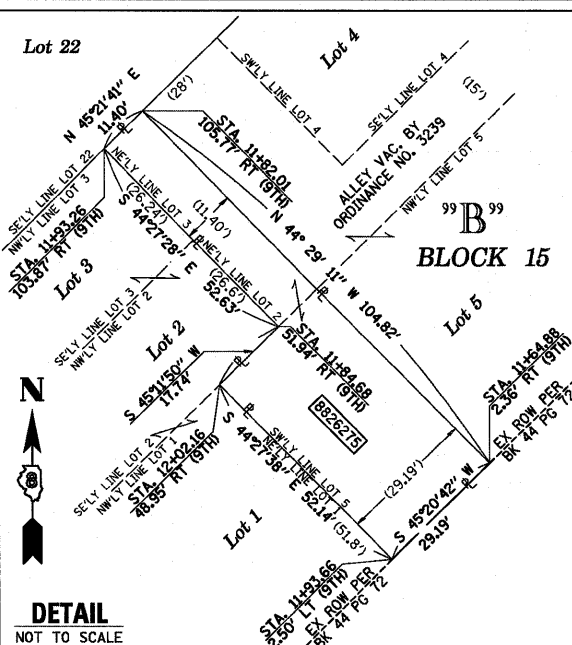 Lot 22
Lot 4
N 45°21'41" E
11.40'
(28')
SW'LY LINE LOT 4
SE'LY LINE LOT 4
(15')
STA. 11+82.01
105.77' RT (9TH)
ALLEY VAC. BY
ORDINANCE NO. 3239
NW'LY LINE LOT 5
SE'LY LINE LOT 22
NW'LY LINE LOT 3
NE'LY LINE LOT 3
(26.24')
S 44°27'28" E
52.63'
(11.40')
N 44° 29' 11" W 104.82'
"B"
BLOCK 15
STA. 11+93.26
103.87' RT (9TH)
Lot 3
NE'LY LINE LOT 2
(26.6')
SE'LY LINE LOT 3
NW'LY LINE LOT 2
Lot 2
Lot 5
STA. 11+84.68
51.94' RT (9TH)
S 45°11'50" W
17.74'
STA. 11+64.88
2.36' RT (9TH)
EX ROW PER
BK 44 PG 72
N
8826275
SE'LY LINE LOT 2
NW'LY LINE LOT 1
STA. 12+02.16
48.95' RT (9TH)
SW'LY LINE LOT 5
NE'LY LINE LOT 1
S 44°27'38" E 52.14'
(51.8')
(29.19')
S 45°20'42" W
29.19'
Lot 1
STA. 11+93.66
2.50' LT (9TH)
EX ROW PER
BK 44 PG 72
DETAIL
NOT TO SCALE